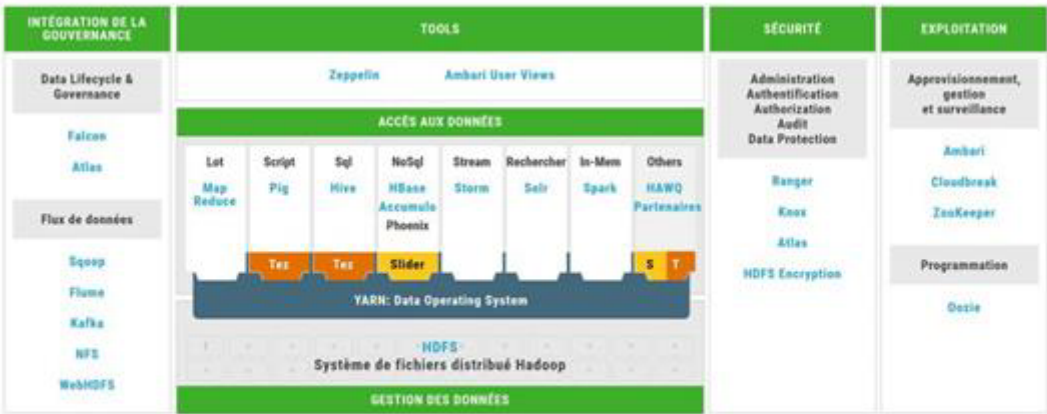 INTÉGRATION DE LA
GOUVERNANCE
Data Lifecycle &
Governance
Falcon
Atlas
Flux de données
Sqoop
Flume
Kafka
NFS
WebHDFS
TOOLS
Zeppelin
Ambari User Views
ACCÈS AUX DONNÉES
Lot
Map
Reduce
Script
Pig
Tez
Sql
Hive
Tez
NoSql
HBase
Accumulo
Phoenix
Slider
Stream
Storm
Rechercher
Solr
In-Mem
Spark
Others
HAWQ
Partenaires
S
T
YARN: Data Operating System
HDFS
Système de fichiers distribué Hadoop
GESTION DES DONNÉES
SÉCURITÉ
Administration
Authentification
Authorization
Audit
Data Protection
Ranger
Knox
Atlas
HDFS Encryption
EXPLOITATION
Approvisionnement,
gestion
et surveillance
Ambari
Cloudbreak
ZooKeeper
Programmation
Oozie